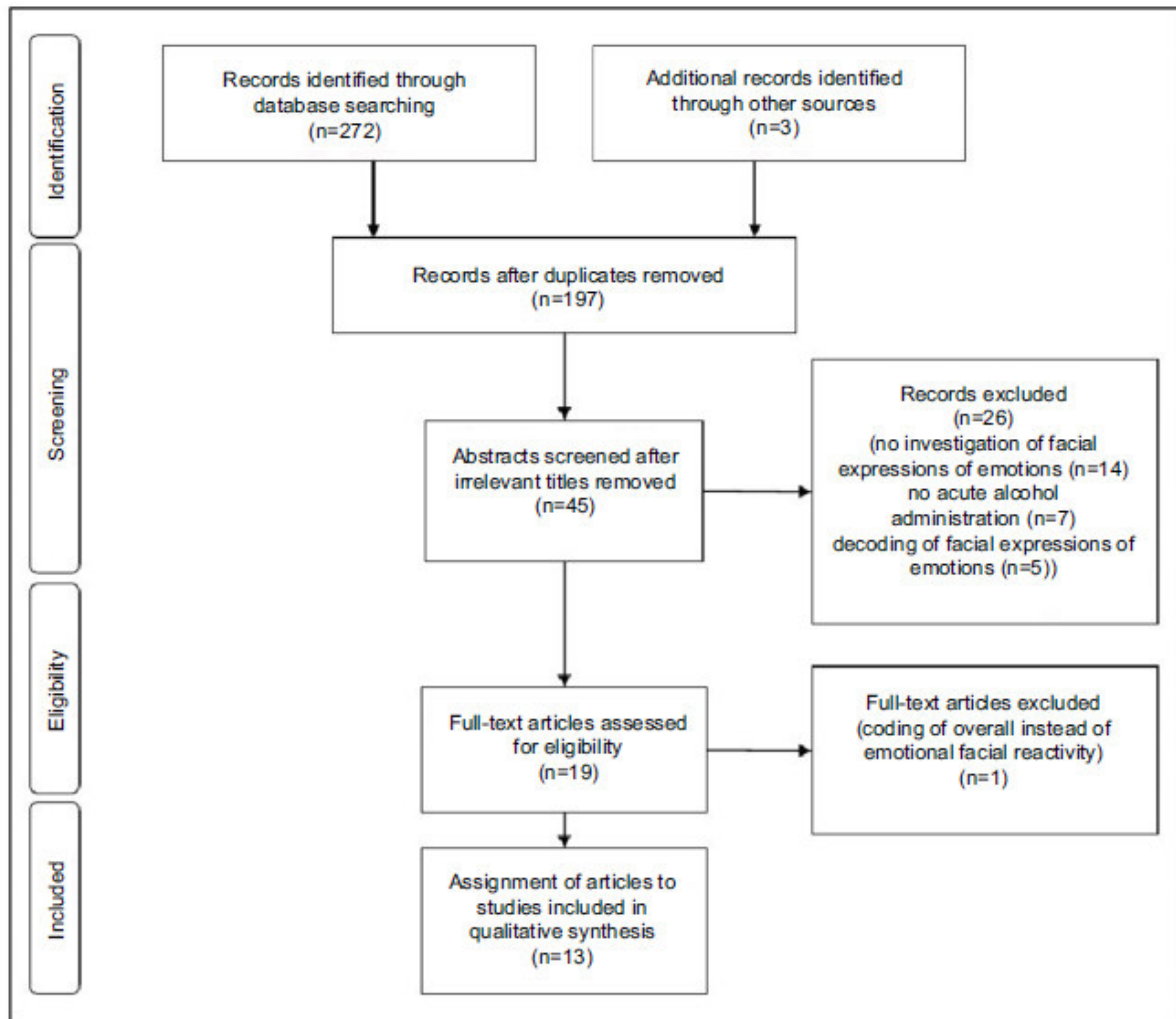 Identification
Records identified through
database searching
(n=272)
Additional records identified
through other sources
(n=3)
Screening
Records after duplicates removed
(n=197)
Abstracts screened after
irrelevant titles removed
(n=45)
Records excluded
(n=26)
(no investigation of facial
expressions of emotions (n=14)
no acute alcohol
administration (n=7)
decoding of facial expressions of
emotions (n=5))
Eligibility
Full-text articles assessed
for eligibility
(n=19)
Full-text articles excluded
(coding of overall instead of
emotional facial reactivity)
(n=1)
Included
Assignment of articles to
studies included in
qualitative synthesis
(n=13)